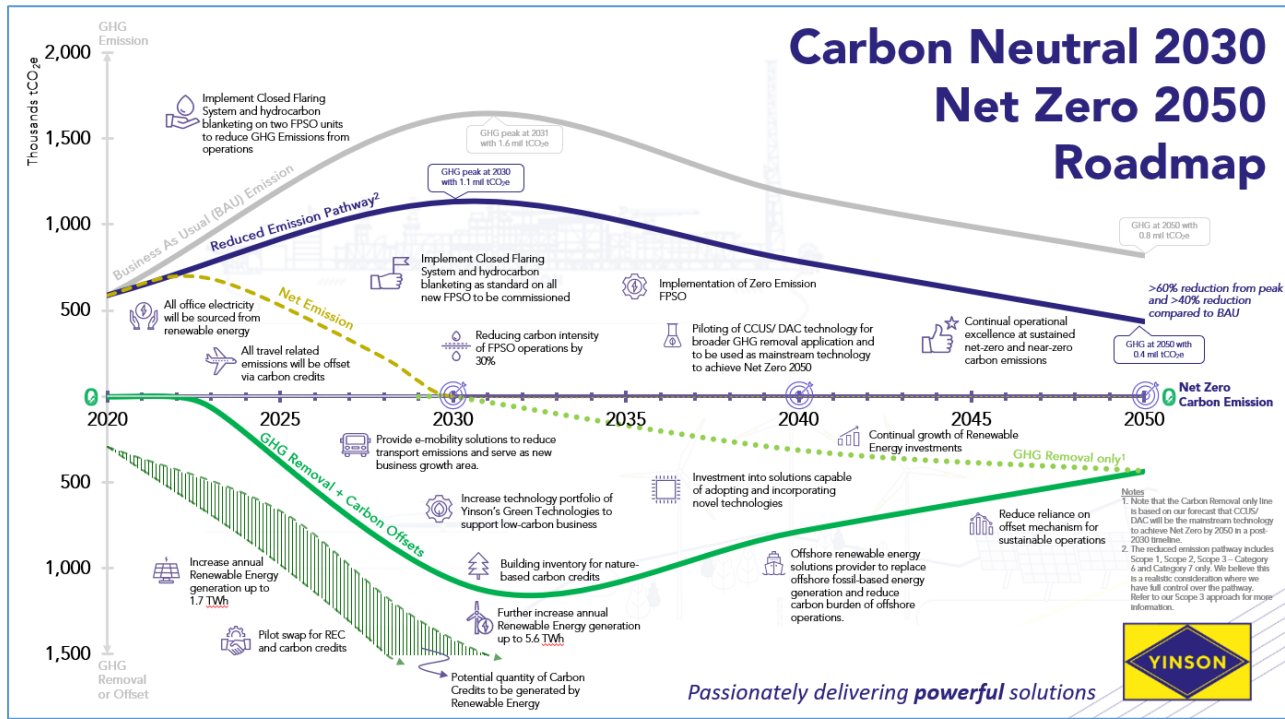 Carbon Neutral 2030
Net Zero 2050
Roadmap
GHG
Emission
Thousands tCO₂e
2,000
1,500
1,000
500
0
500
1,000
1,500
GHG
Removal
or Offset
Implement Closed Flaring
System and hydrocarbon
blanketing on two FPSO units
to reduce GHG Emissions from
operations
GHG peak at 2031
with 1.6 mil tCO₂e
GHG peak at 2030
with 1.1 mil tCO₂e
Business As Usual (BAU) Emission
Reduced Emission Pathway²
Net Emission
GHG at 2050 with
0.8 mil tCO₂e
>60% reduction from peak
and >40% reduction
compared to BAU
GHG at 2050 with
0.4 mil tCO₂e
All office electricity
will be sourced from
renewable energy
All travel related
emissions will be offset
via carbon credits
Implement Closed Flaring
System and hydrocarbon
blanketing as standard on all
new FPSO to be commissioned
Reducing carbon intensity
of FPSO operations by
30%
Implementation of Zero Emission
FPSO
Piloting of CCUS/ DAC technology for
broader GHG removal application and
to be used as mainstream technology
to achieve Net Zero 2050
Continual operational
excellence at sustained
net-zero and near-zero
carbon emissions
0
Net Zero
Carbon Emission
2020
2025
2030
2035
2040
2045
2050
GHG Removal + Carbon Offsets
Provide e-mobility solutions to reduce
transport emissions and serve as new
business growth area.
Increase technology portfolio of
Yinson's Green Technologies to
support low-carbon business
Building inventory for nature-
based carbon credits
Further increase annual
Renewable Energy generation
up to 5.6 TWh
Potential quantity of Carbon
Credits to be generated by
Renewable Energy
Increase annual
Renewable Energy
generation up to
1.7 TWh
Pilot swap for REC
and carbon credits
Continual growth of Renewable
Energy investments
GHG Removal only¹
Investment into solutions capable
of adopting and incorporating
novel technologies
Offshore renewable energy
solutions provider to replace
offshore fossil-based energy
generation and reduce
carbon burden of offshore
operations.
Reduce reliance on
offset mechanism for
sustainable operations
Notes
1. Note that the Carbon Removal only line
is based on our forecast that CCUS/
DAC will be the mainstream technology
to achieve Net Zero by 2050 in a post-
2030 timeline.
2. The reduced emission pathway includes
Scope 1, Scope 2, Scope 3 – Category
6 and Category 7 only. We believe this
is a realistic consideration where we
have full control over the pathway.
Refer to our Scope 3 approach for more
information.
Passionately delivering powerful solutions
YINSON